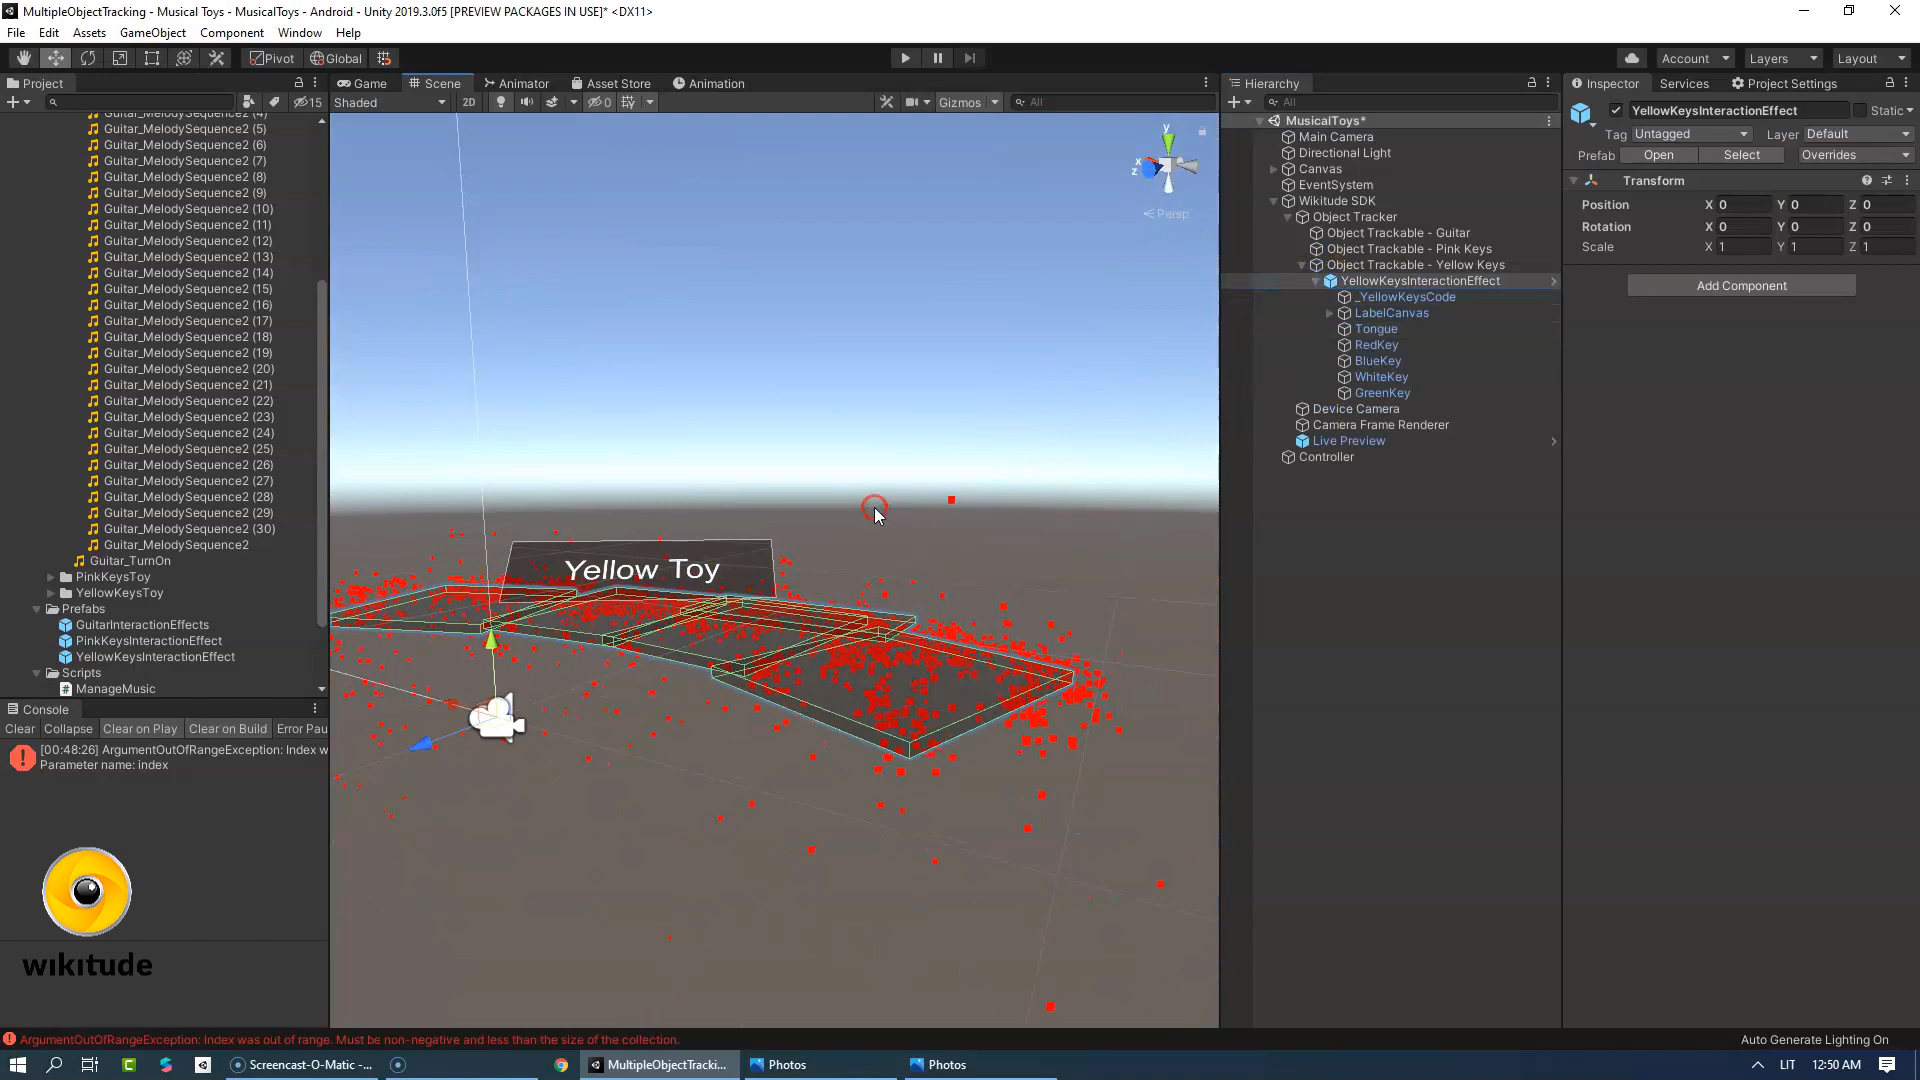 MultipleObjectTracking - Musical Toys - MusicalToys - Android - Unity 2019.3.0f5 [PREVIEW PACKAGES IN USE]* <DX11>
File Edit Assets GameObject Component Window Help
Pivot Global Account Layers Layout
Project Game Scene Animator Asset Store Animation Hierarchy Inspector Services Project Settings
15 Shaded 2D 0 Gizmos All All
YellowKeysInteractionEffect Static
Tag Untagged Layer Default
Prefab Open Select Overrides
Transform
Position X 0 Y 0 Z 0
Rotation X 0 Y 0 Z 0
Scale X 1 Y 1 Z 1
Add Component
Guitar_MelodySequence2 (4)
Guitar_MelodySequence2 (5)
Guitar_MelodySequence2 (6)
Guitar_MelodySequence2 (7)
Guitar_MelodySequence2 (8)
Guitar_MelodySequence2 (9)
Guitar_MelodySequence2 (10)
Guitar_MelodySequence2 (11)
Guitar_MelodySequence2 (12)
Guitar_MelodySequence2 (13)
Guitar_MelodySequence2 (14)
Guitar_MelodySequence2 (15)
Guitar_MelodySequence2 (16)
Guitar_MelodySequence2 (17)
Guitar_MelodySequence2 (18)
Guitar_MelodySequence2 (19)
Guitar_MelodySequence2 (20)
Guitar_MelodySequence2 (21)
Guitar_MelodySequence2 (22)
Guitar_MelodySequence2 (23)
Guitar_MelodySequence2 (24)
Guitar_MelodySequence2 (25)
Guitar_MelodySequence2 (26)
Guitar_MelodySequence2 (27)
Guitar_MelodySequence2 (28)
Guitar_MelodySequence2 (29)
Guitar_MelodySequence2 (30)
Guitar_MelodySequence2
Guitar_TurnOn
PinkKeysToy
YellowKeysToy
Prefabs
GuitarInteractionEffects
PinkKeysInteractionEffect
YellowKeysInteractionEffect
Scripts
ManageMusic
y
x
z
Persp
Yellow Toy
MusicalToys*
Main Camera
Directional Light
Canvas
EventSystem
Wikitude SDK
Object Tracker
Object Trackable - Guitar
Object Trackable - Pink Keys
Object Trackable - Yellow Keys
YellowKeysInteractionEffect
_YellowKeysCode
LabelCanvas
Tongue
RedKey
BlueKey
WhiteKey
GreenKey
Device Camera
Camera Frame Renderer
Live Preview
Controller
Console
Clear Collapse Clear on Play Clear on Build Error Pau
[00:48:26] ArgumentOutOfRangeException: Index w
Parameter name: index
wikitude
ArgumentOutOfRangeException: Index was out of range. Must be non-negative and less than the size of the collection.
Auto Generate Lighting On
Screencast-O-Matic -... MultipleObjectTracki... Photos Photos LIT 12:50 AM